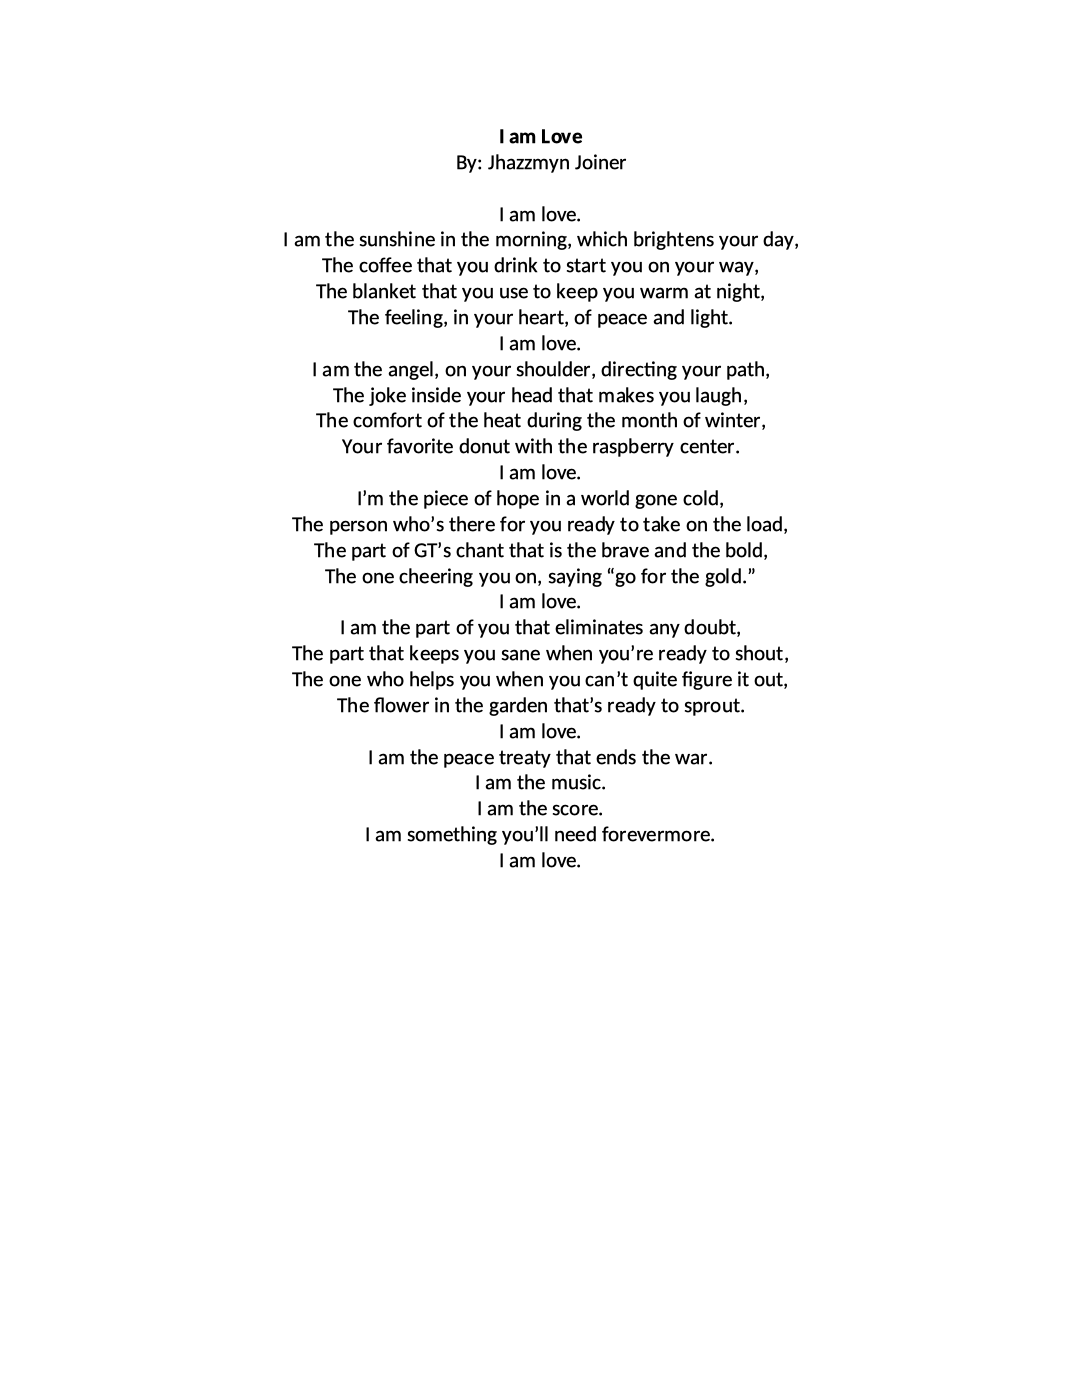 I am Love
By: Jhazzmyn Joiner
I am love.
I am the sunshine in the morning, which brightens your day,
The coffee that you drink to start you on your way,
The blanket that you use to keep you warm at night,
The feeling, in your heart, of peace and light.
I am love.
I am the angel, on your shoulder, directing your path,
The joke inside your head that makes you laugh,
The comfort of the heat during the month of winter,
Your favorite donut with the raspberry center.
I am love.
I’m the piece of hope in a world gone cold,
The person who’s there for you ready to take on the load,
The part of GT’s chant that is the brave and the bold,
The one cheering you on, saying “go for the gold.”
I am love.
I am the part of you that eliminates any doubt,
The part that keeps you sane when you’re ready to shout,
The one who helps you when you can’t quite figure it out,
The flower in the garden that’s ready to sprout.
I am love.
I am the peace treaty that ends the war.
I am the music.
I am the score.
I am something you’ll need forevermore.
I am love.